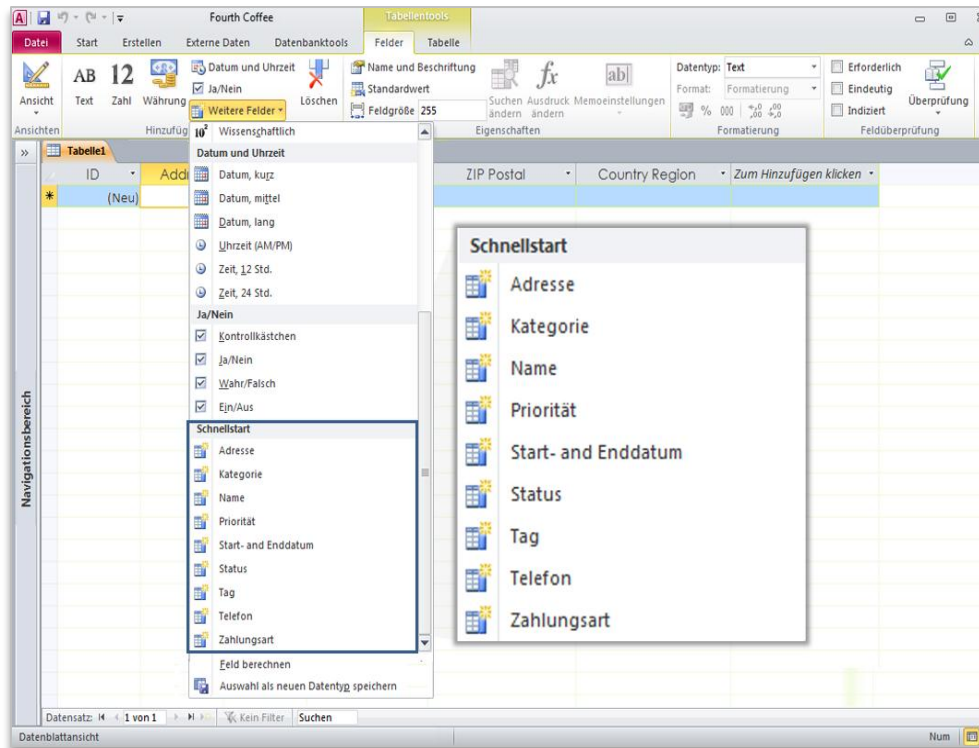 Fourth Coffee
Tabellentools
Datei Start Erstellen Externe Daten Datenbanktools Felder Tabelle
Ansicht
AB Text
12 Zahl
Währung
Datum und Uhrzeit
Ja/Nein
Weitere Felder
Löschen
Name und Beschriftung
Standardwert
Feldgröße 255
Suchen ändern
fx Ausdruck ändern
ab Memoeinstellungen
Datentyp: Text
Format: Formatierung
% 000
Erforderlich
Eindeutig
Indiziert
Überprüfung
Ansichten Hinzufüg Eigenschaften Formatierung Feldüberprüfung
Tabelle1
ID Addr ZIP Postal Country Region Zum Hinzufügen klicken
(Neu)
Navigationsbereich
10² Wissenschaftlich
Datum und Uhrzeit
Datum, kurz
Datum, mittel
Datum, lang
Uhrzeit (AM/PM)
Zeit, 12 Std.
Zeit, 24 Std.
Ja/Nein
Kontrollkästchen
Ja/Nein
Wahr/Falsch
Ein/Aus
Schnellstart
Adresse
Kategorie
Name
Priorität
Start- and Enddatum
Status
Tag
Telefon
Zahlungsart
Feld berechnen
Auswahl als neuen Datentyp speichern
Schnellstart
Adresse
Kategorie
Name
Priorität
Start- and Enddatum
Status
Tag
Telefon
Zahlungsart
Datensatz: 1 von 1 Kein Filter Suchen
Datenblattansicht Num